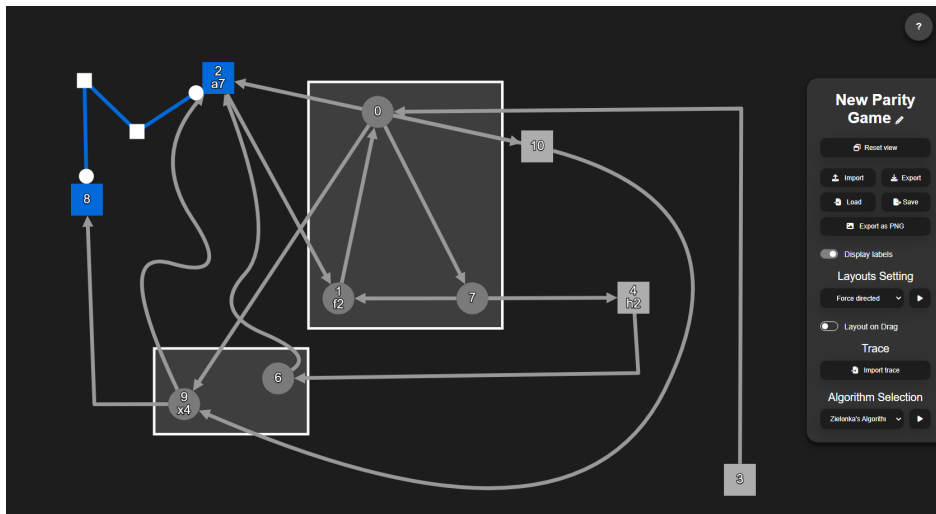 ?
2
a7
0
10
8
1
f2
7
4
h2
6
9
x4
3
New Parity
Game
Reset view
Import
Export
Load
Save
Export as PNG
Display labels
Layouts Setting
Force directed
Layout on Drag
Trace
Import trace
Algorithm Selection
Zielonka's Algorith